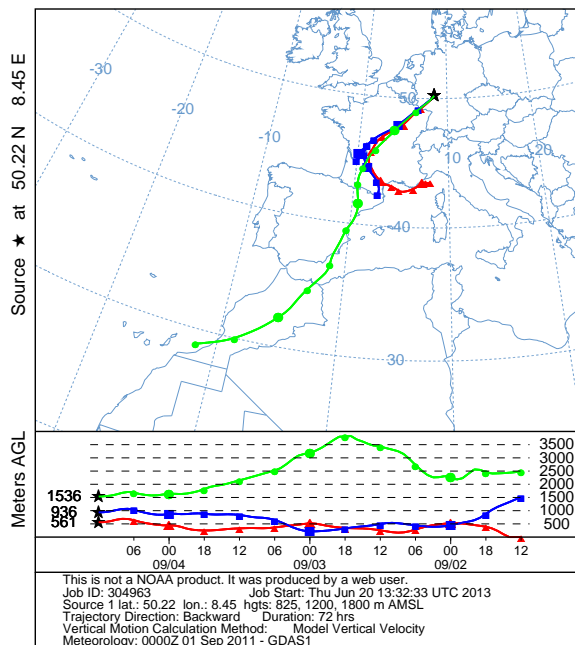 Source ★ at 50.22 N 8.45 E
-30
-20
-10
50
10
20
-40
30
Meters AGL
1536
936
561
3500
3000
2500
2000
1500
1000
500
06 00 18 12 06 00 18 12 06 00 18 12
09/04 09/03 09/02
This is not a NOAA product. It was produced by a web user.
Job ID: 304963 Job Start: Thu Jun 20 13:32:33 UTC 2013
Source 1 lat.: 50.22 lon.: 8.45 hgts: 825, 1200, 1800 m AMSL
Trajectory Direction: Backward Duration: 72 hrs
Vertical Motion Calculation Method: Model Vertical Velocity
Meteorology: 0000Z 01 Sep 2011 - GDAS1